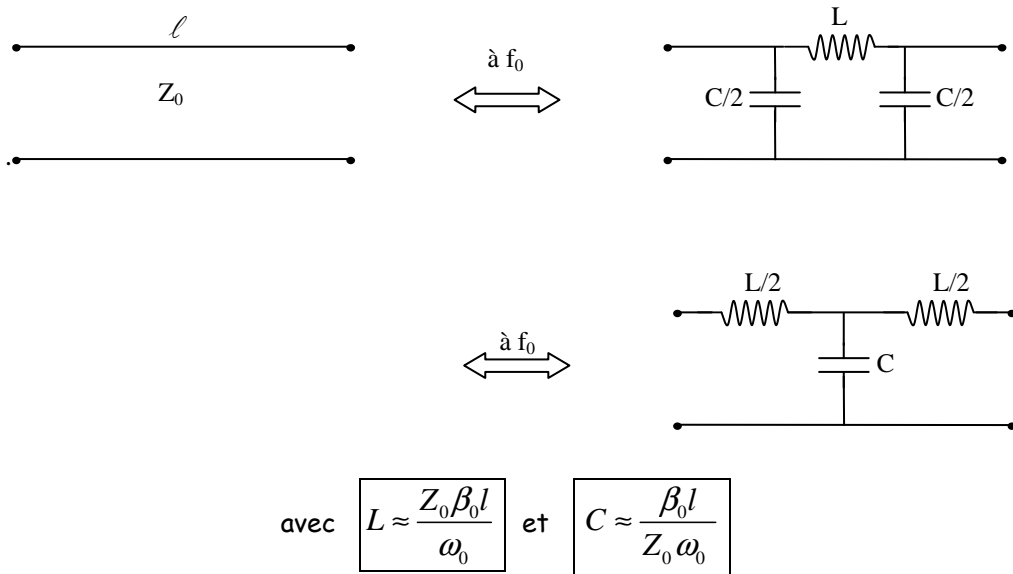 ℓ
Z₀
à f₀
L
C/2 C/2
à f₀
L/2 L/2
C
avec L ≈ Z₀β₀l / ω₀ et C ≈ β₀l / Z₀ω₀